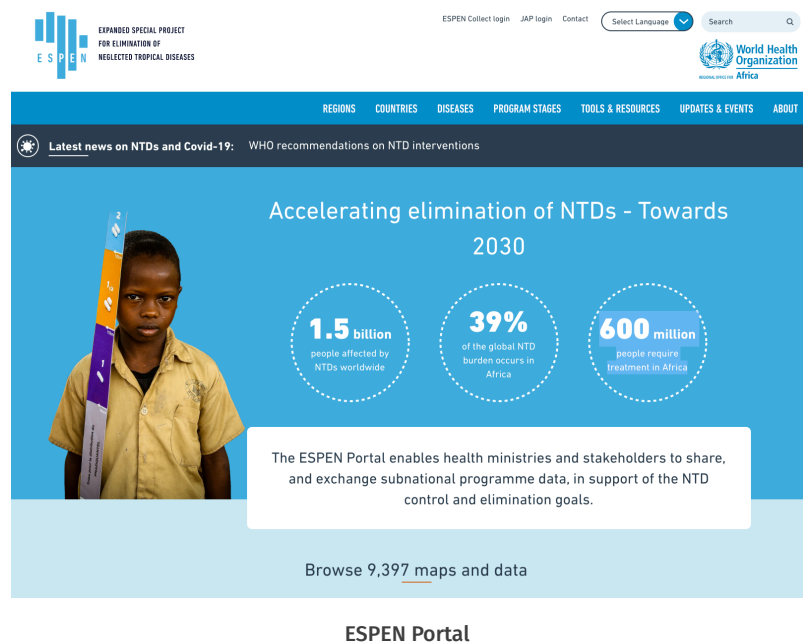 ESPEN Collect login JAP login Contact Select Language Search
ESPEN
EXPANDED SPECIAL PROJECT
FOR ELIMINATION OF
NEGLECTED TROPICAL DISEASES
World Health
Organization
REGIONAL OFFICE FOR Africa
REGIONS COUNTRIES DISEASES PROGRAM STAGES TOOLS & RESOURCES UPDATES & EVENTS ABOUT
Latest news on NTDs and Covid-19: WHO recommendations on NTD interventions
Accelerating elimination of NTDs - Towards
2030
2
1
1.5 billion
people affected by
NTDs worldwide
39%
of the global NTD
burden occurs in
Africa
600 million
people require
treatment in Africa
The ESPEN Portal enables health ministries and stakeholders to share,
and exchange subnational programme data, in support of the NTD
control and elimination goals.
Browse 9,397 maps and data
ESPEN Portal